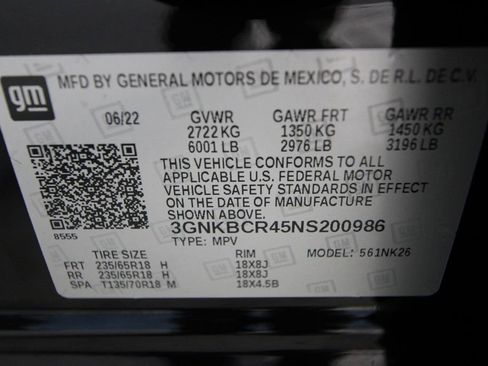 gm
MFD BY GENERAL MOTORS DE MEXICO, S. DE R.L. DE C.V.
06/22 GVWR GAWR FRT GAWR RR
2722 KG 1350 KG 1450 KG
6001 LB 2976 LB 3196 LB
THIS VEHICLE CONFORMS TO ALL
APPLICABLE U.S. FEDERAL MOTOR
VEHICLE SAFETY STANDARDS IN EFFECT
ON THE DATE OF MANUFACTURE
SHOWN ABOVE.
8555
3GNKBCR45NS200986
TYPE: MPV MODEL: 561NK26
TIRE SIZE RIM
FRT 235/65R18 H 18X8J
RR 235/65R18 H 18X8J
SPA T135/70R18 M 18X4.5B